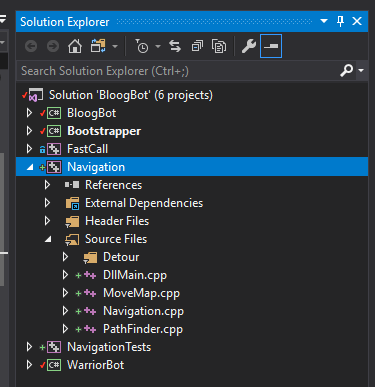 Solution Explorer
Search Solution Explorer (Ctrl+;)
Solution 'BloogBot' (6 projects)
C# BloogBot
C# Bootstrapper
FastCall
Navigation
References
External Dependencies
Header Files
Source Files
Detour
DllMain.cpp
MoveMap.cpp
Navigation.cpp
PathFinder.cpp
NavigationTests
C# WarriorBot